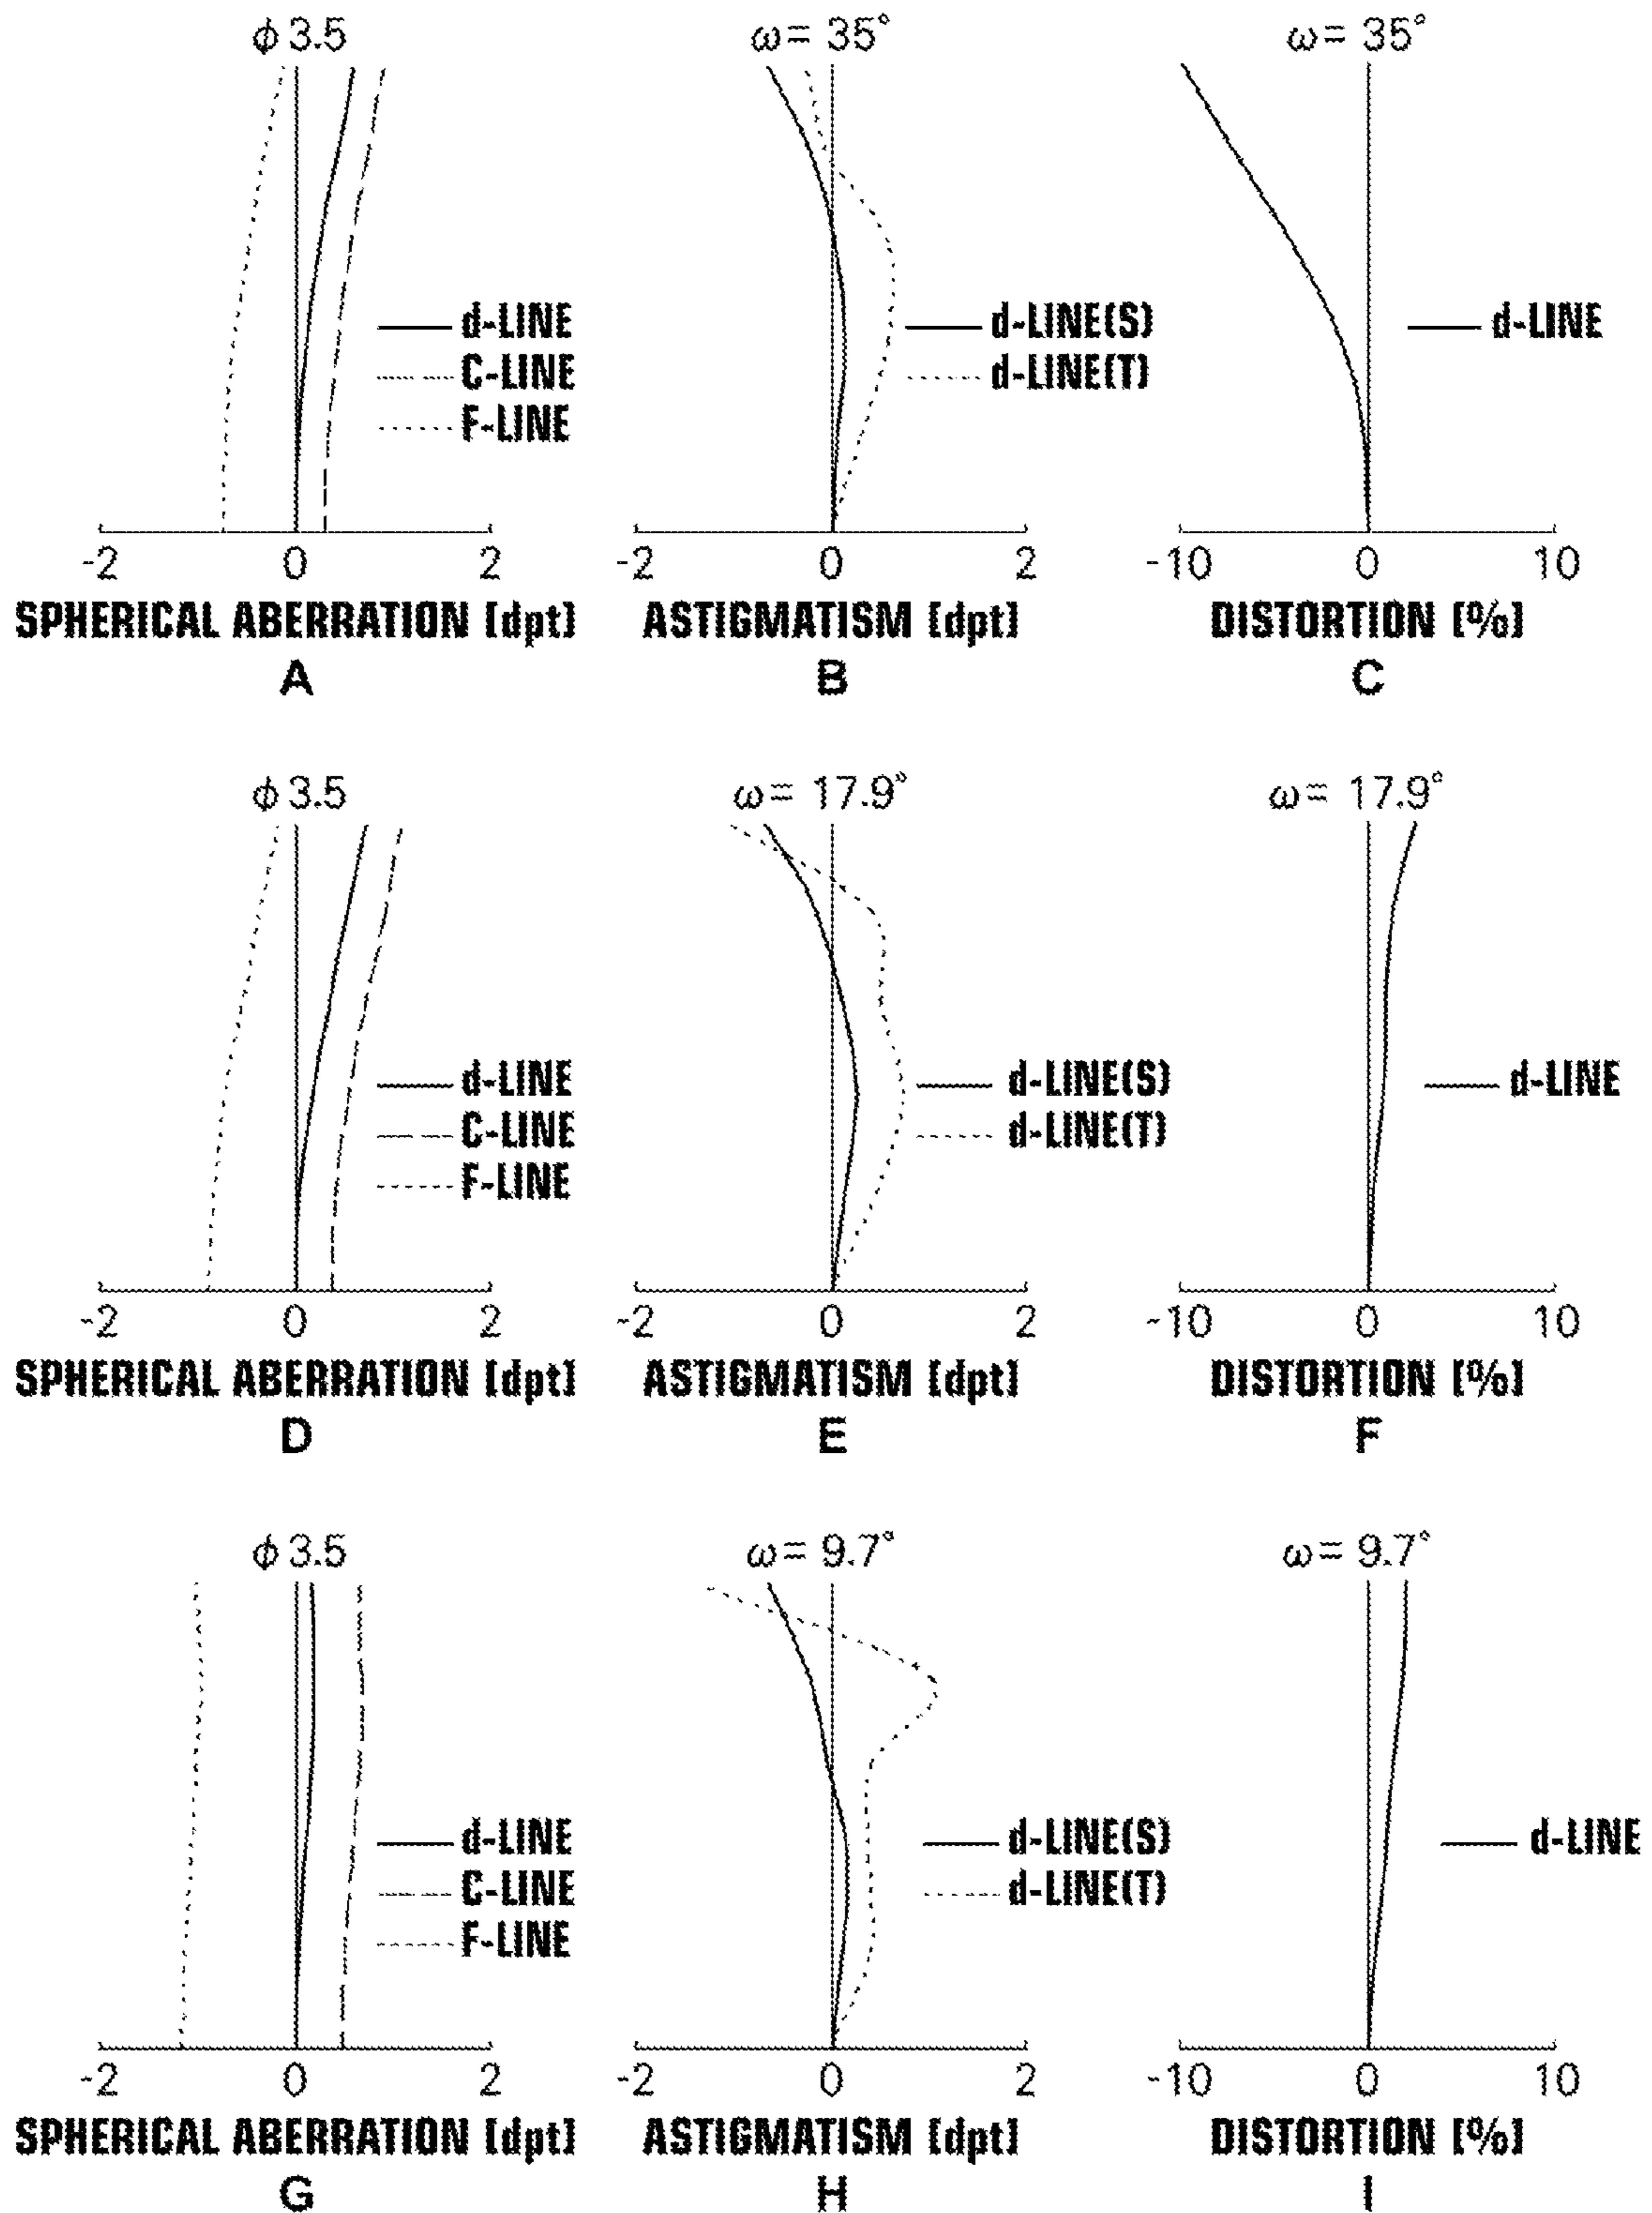 ϕ 3.5
ω = 35°
ω = 35°
d-LINE
C-LINE
F-LINE
d-LINE(S)
d-LINE(T)
d-LINE
-2 0 2
-2 0 2
-10 0 10
SPHERICAL ABERRATION [dpt]
ASTIGMATISM [dpt]
DISTORTION [%]
A
B
C
ϕ 3.5
ω = 17.9°
ω = 17.9°
d-LINE
C-LINE
F-LINE
d-LINE(S)
d-LINE(T)
d-LINE
-2 0 2
-2 0 2
-10 0 10
SPHERICAL ABERRATION [dpt]
ASTIGMATISM [dpt]
DISTORTION [%]
D
E
F
ϕ 3.5
ω = 9.7°
ω = 9.7°
d-LINE
C-LINE
F-LINE
d-LINE(S)
d-LINE(T)
d-LINE
-2 0 2
-2 0 2
-10 0 10
SPHERICAL ABERRATION [dpt]
ASTIGMATISM [dpt]
DISTORTION [%]
G
H
I